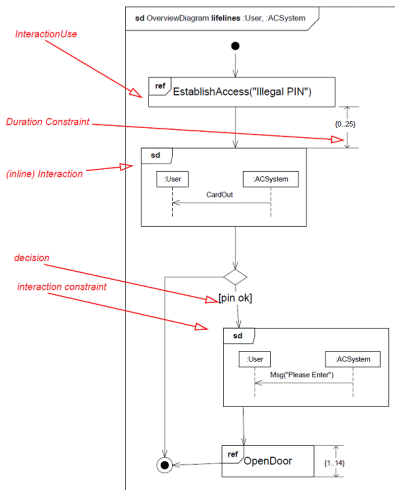 sd OverviewDiagram lifelines :User, :ACSystem
InteractionUse
ref
EstablishAccess("Illegal PIN")
Duration Constraint
{0..25}
sd
(inline) Interaction
:User
:ACSystem
CardOut
decision
[pin ok]
interaction constraint
sd
:User
:ACSystem
Msg("Please Enter")
ref
OpenDoor
{1..14}